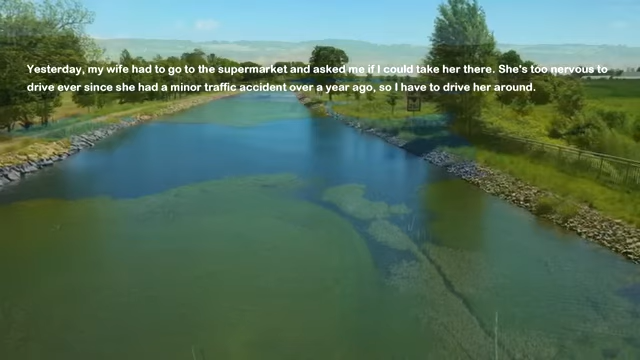 Yesterday, my wife had to go to the supermarket and asked me if I could take her there. She's too nervous to
drive ever since she had a minor traffic accident over a year ago, so I have to drive her around.